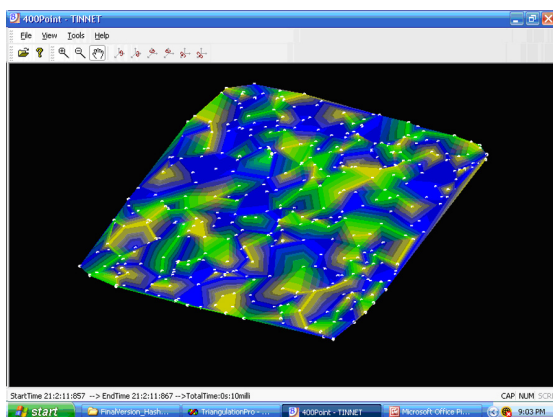 400Point - TINNET
File View Tools Help
StartTime 21:2:11:857 --> EndTime 21:2:11:867 -->TotalTime:0s:10milli
CAP NUM SCRL
start
FinalVersion_Hash...
TriangulationPro - ...
400Point - TINNET
Microsoft Office Pi...
9:03 PM